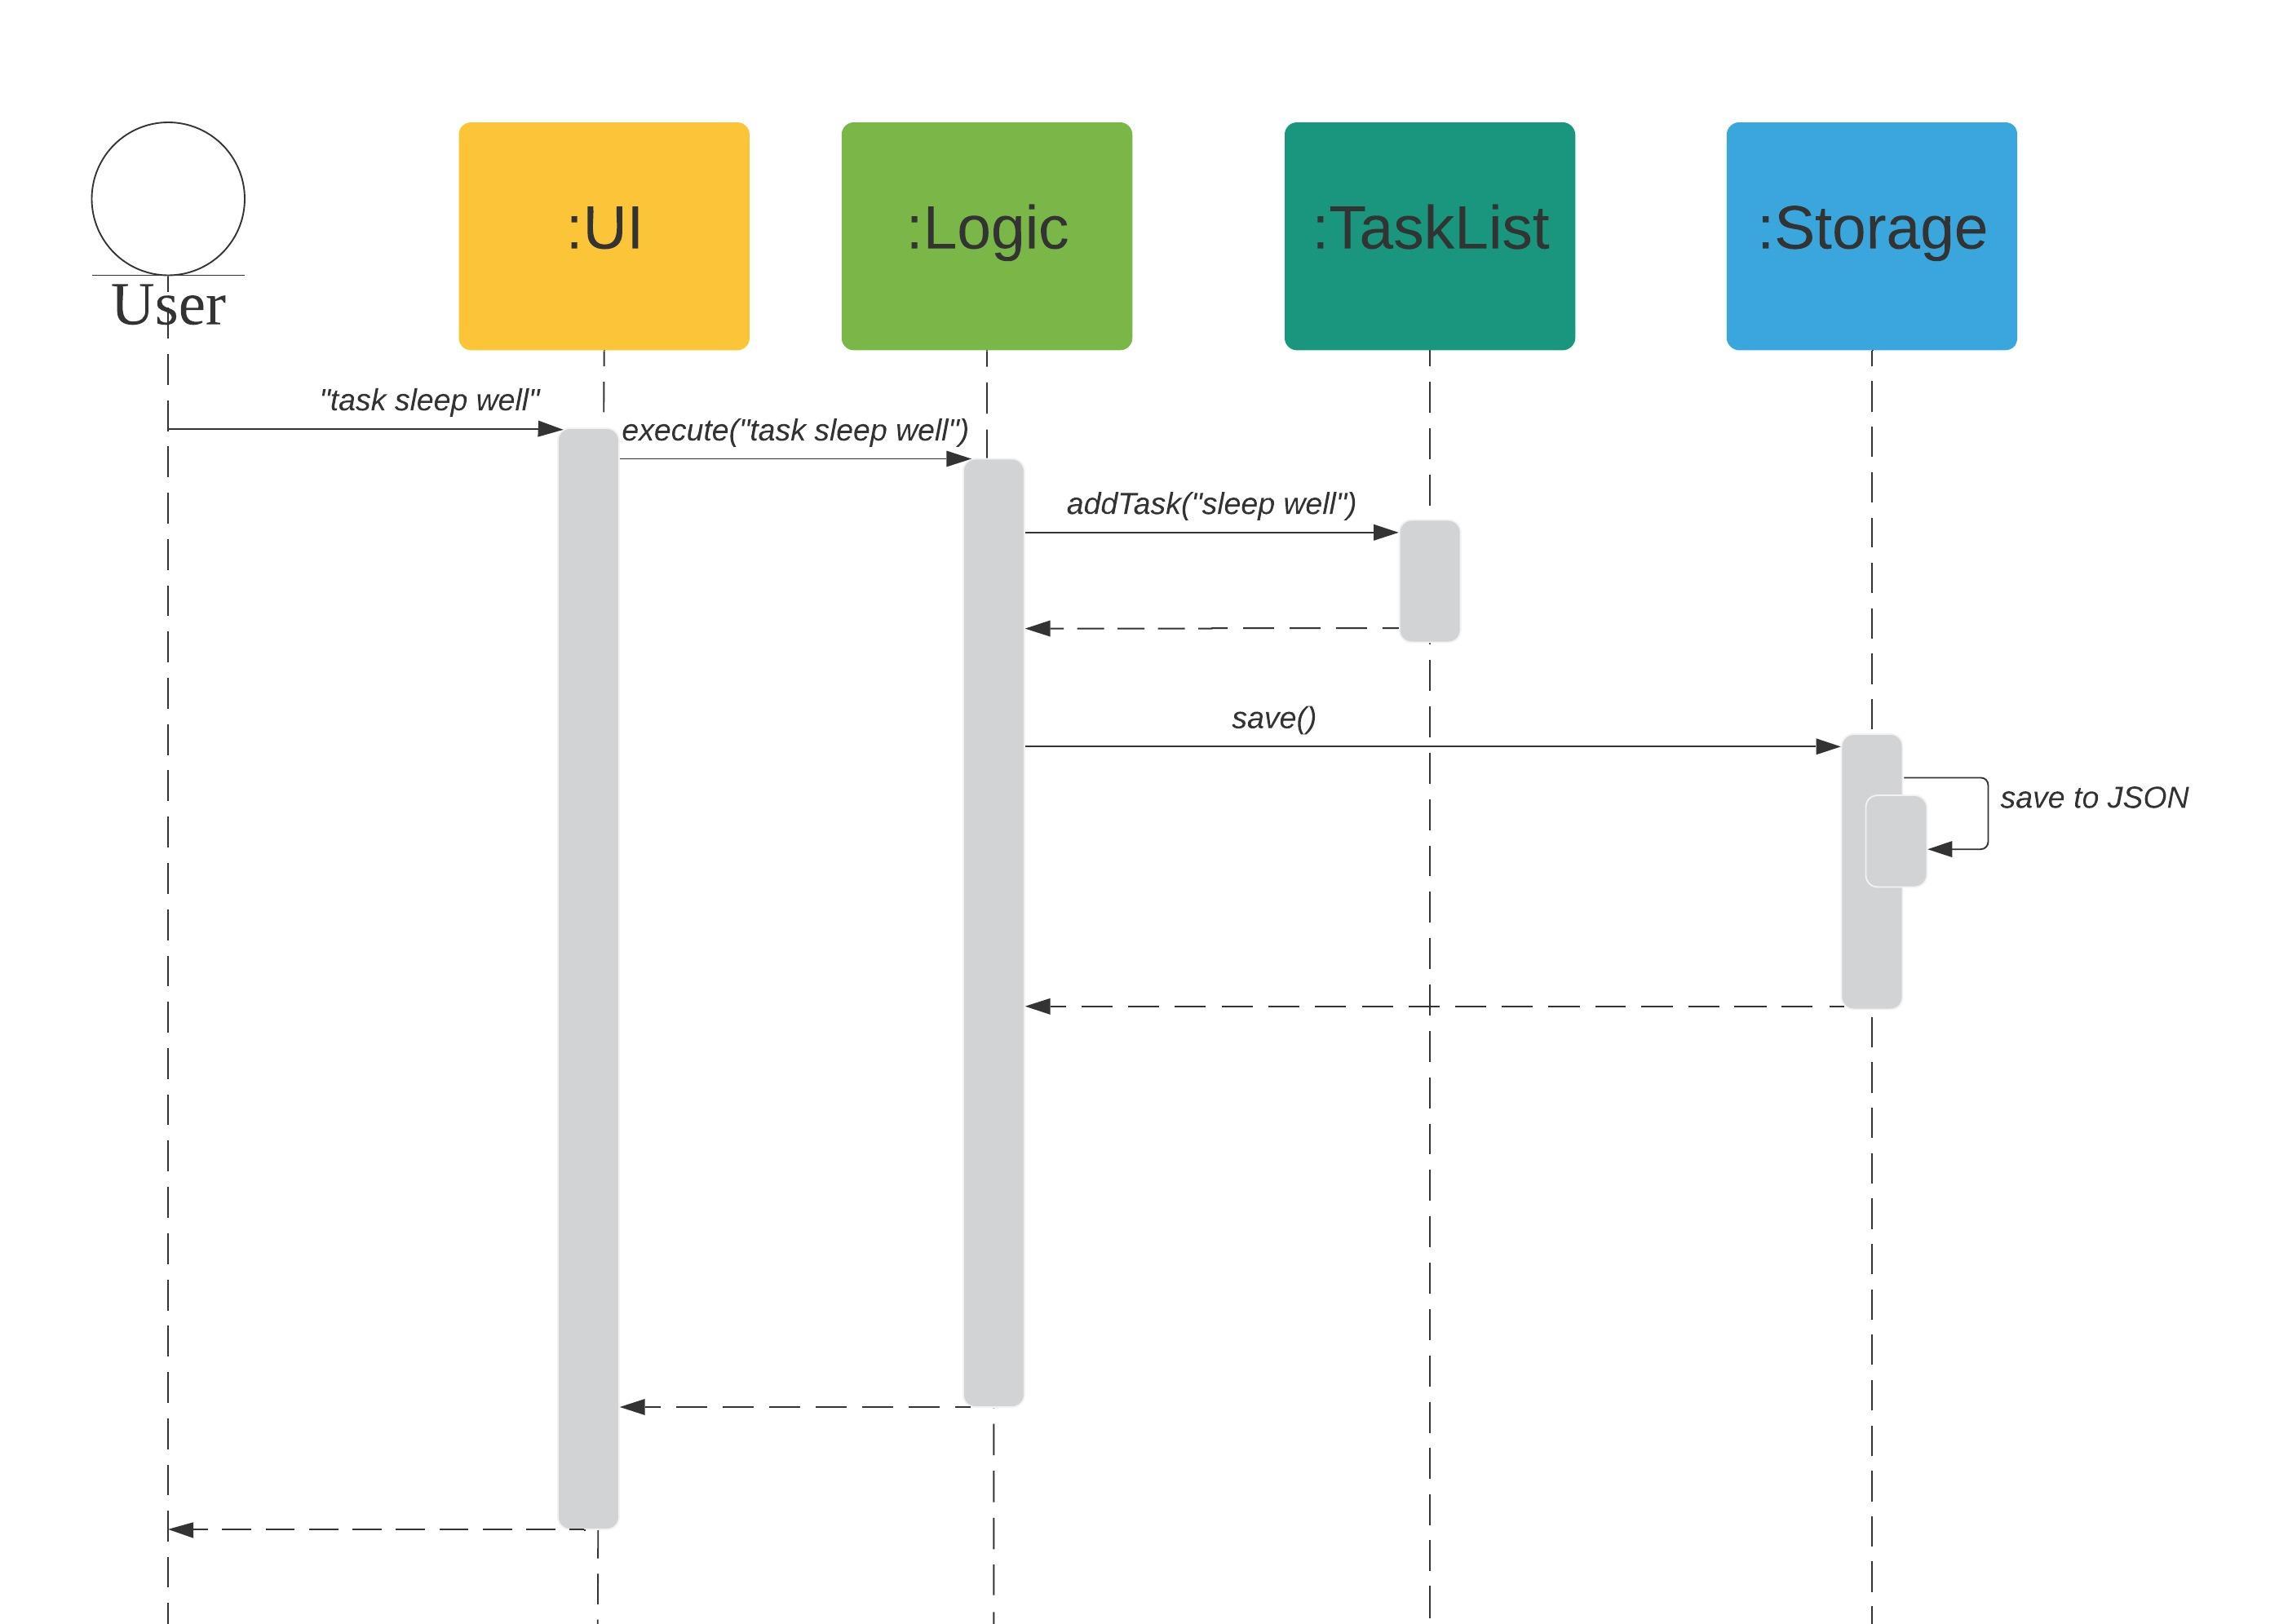 User
:UI
:Logic
:TaskList
:Storage
"task sleep well"
execute("task sleep well")
addTask("sleep well")
save()
save to JSON